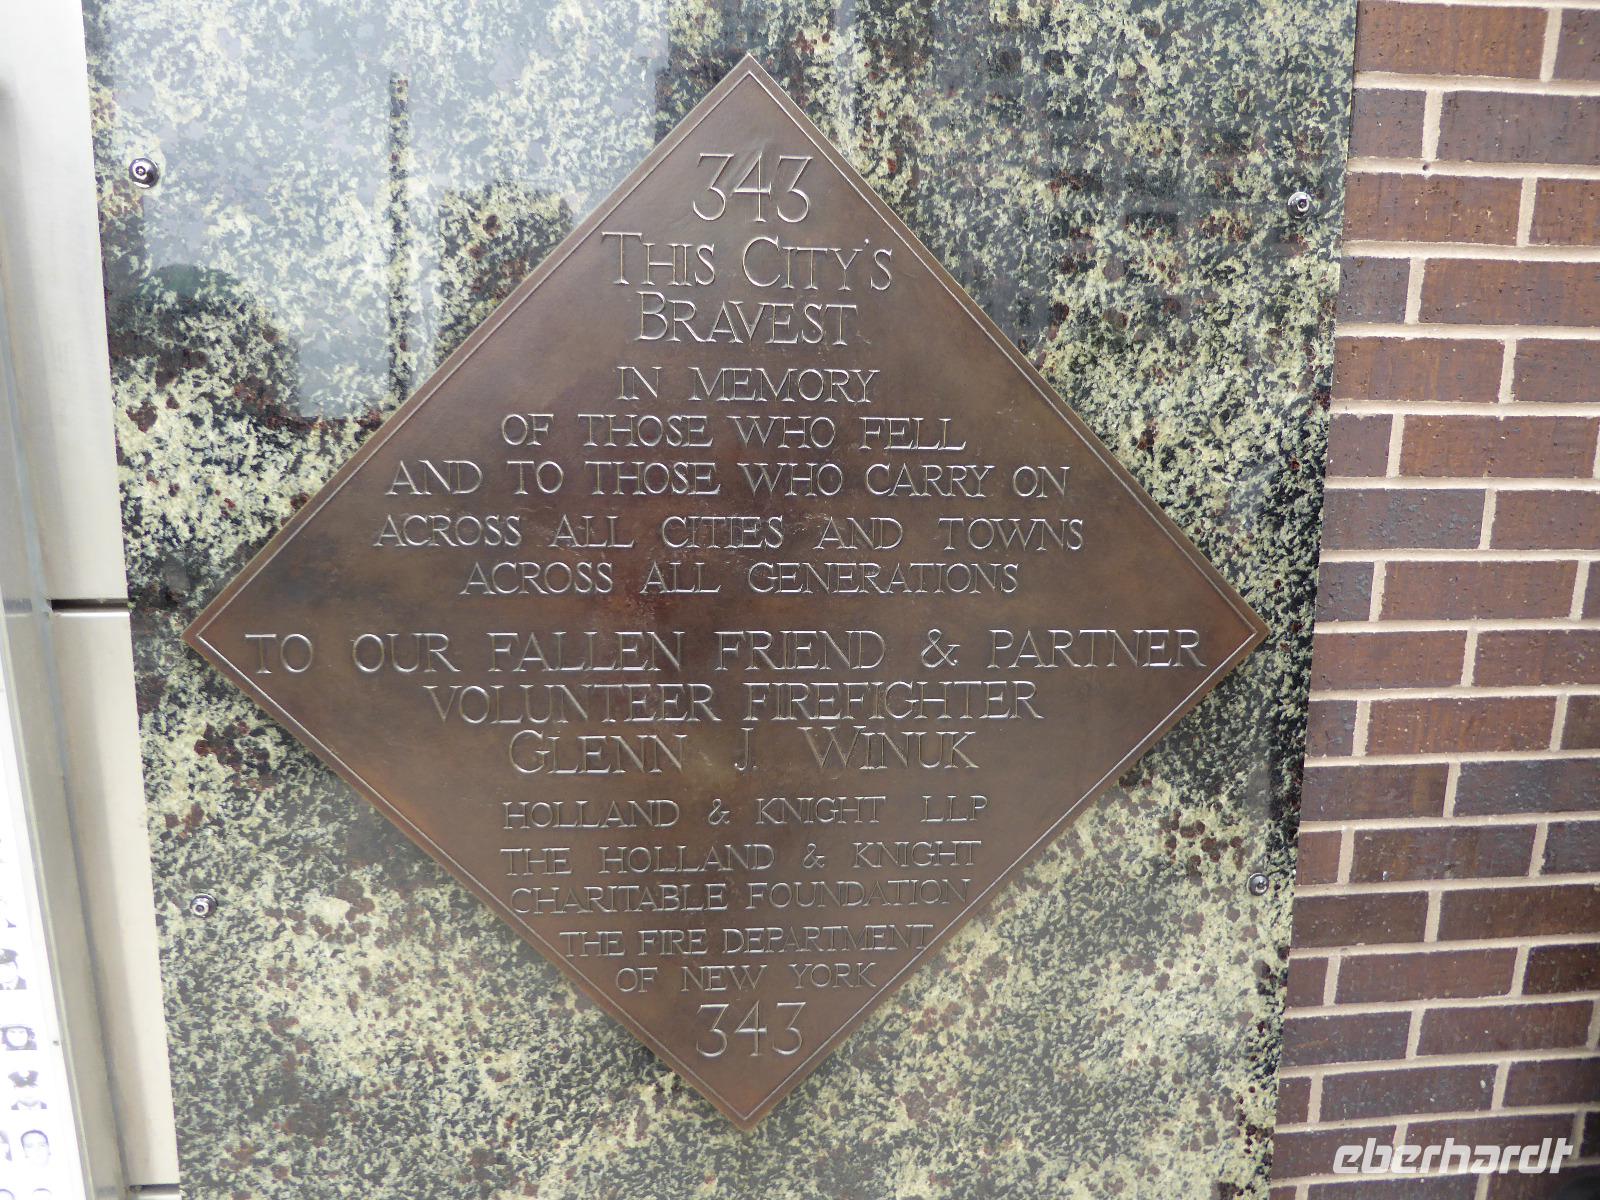 343
THIS CITY'S
BRAVEST
IN MEMORY
OF THOSE WHO FELL
AND TO THOSE WHO CARRY ON
ACROSS ALL CITIES AND TOWNS
ACROSS ALL GENERATIONS
TO OUR FALLEN FRIEND & PARTNER
VOLUNTEER FIREFIGHTER
GLENN J. WINUK
HOLLAND & KNIGHT LLP
THE HOLLAND & KNIGHT
CHARITABLE FOUNDATION
THE FIRE DEPARTMENT
OF NEW YORK
343
eberhardt